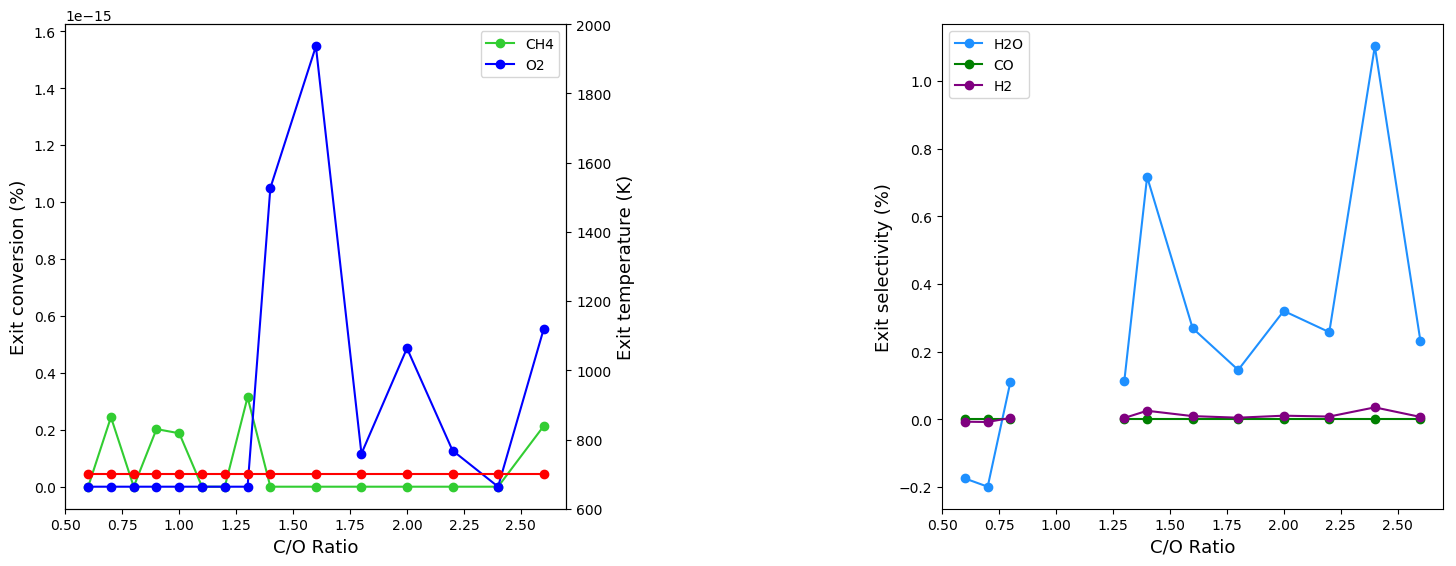 1e−15
1.6
1.4
1.2
1.0
0.8
0.6
0.4
0.2
0.0
Exit conversion (%)
0.50 0.75 1.00 1.25 1.50 1.75 2.00 2.25 2.50
C/O Ratio
CH4
O2
2000
1800
1600
1400
1200
1000
800
600
Exit temperature (K)
H2O
CO
H2
1.0
0.8
0.6
0.4
0.2
0.0
−0.2
Exit selectivity (%)
0.50 0.75 1.00 1.25 1.50 1.75 2.00 2.25 2.50
C/O Ratio